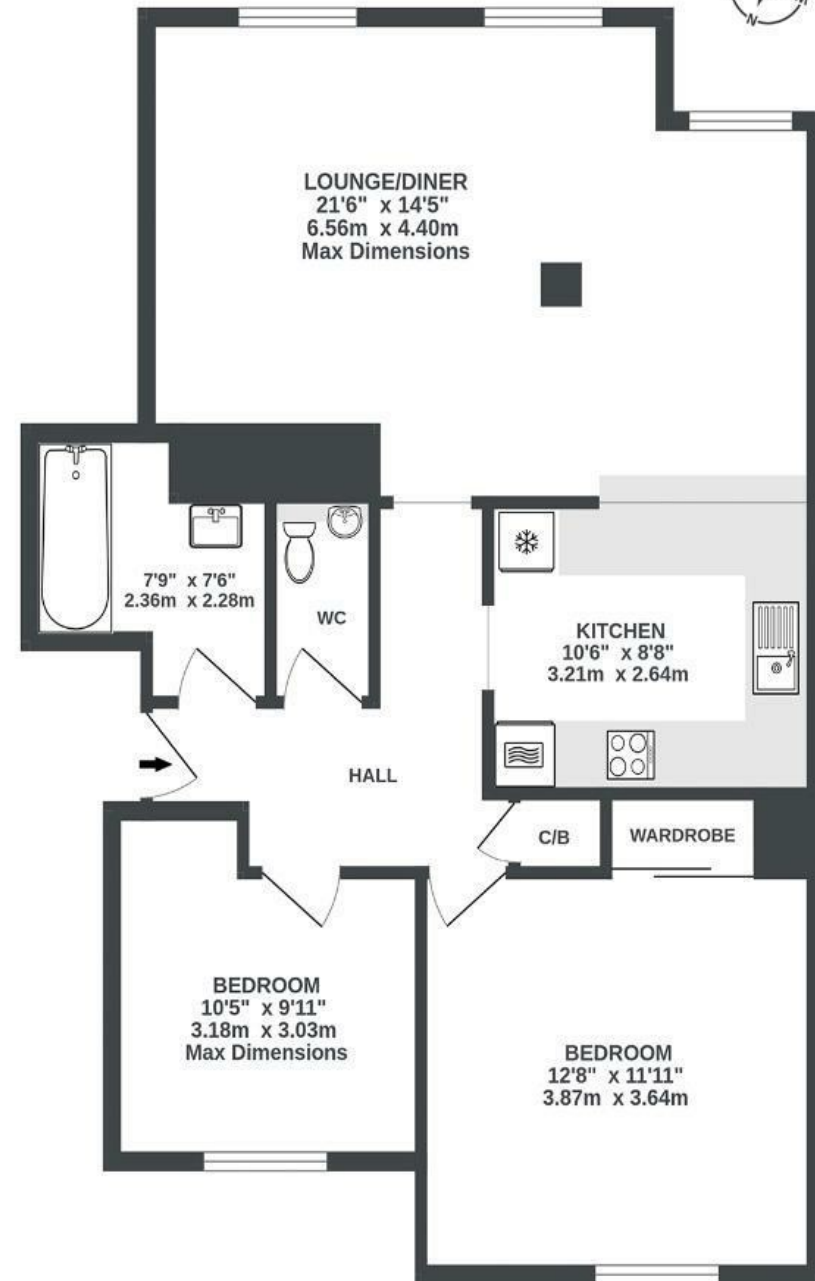 N
LOUNGE/DINER
21'6" x 14'5"
6.56m x 4.40m
Max Dimensions
7'9" x 7'6"
2.36m x 2.28m
WC
KITCHEN
10'6" x 8'8"
3.21m x 2.64m
HALL
C/B
WARDROBE
BEDROOM
10'5" x 9'11"
3.18m x 3.03m
Max Dimensions
BEDROOM
12'8" x 11'11"
3.87m x 3.64m